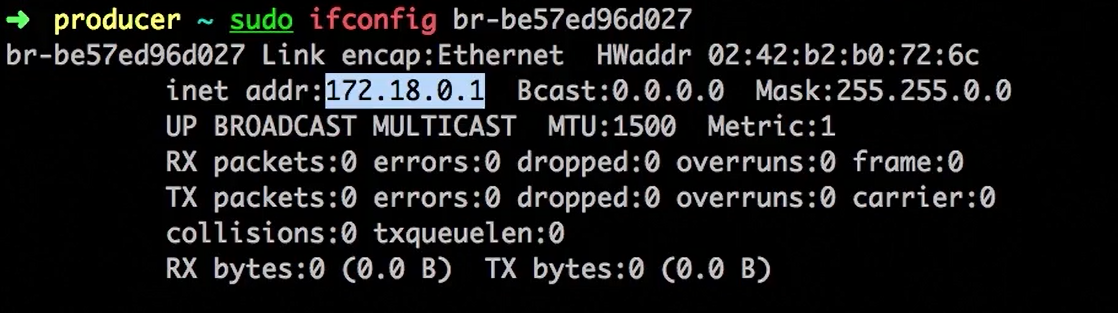 ➜ producer ~ sudo ifconfig br-be57ed96d027
br-be57ed96d027 Link encap:Ethernet HWaddr 02:42:b2:b0:72:6c
inet addr:172.18.0.1 Bcast:0.0.0.0 Mask:255.255.0.0
UP BROADCAST MULTICAST MTU:1500 Metric:1
RX packets:0 errors:0 dropped:0 overruns:0 frame:0
TX packets:0 errors:0 dropped:0 overruns:0 carrier:0
collisions:0 txqueuelen:0
RX bytes:0 (0.0 B) TX bytes:0 (0.0 B)